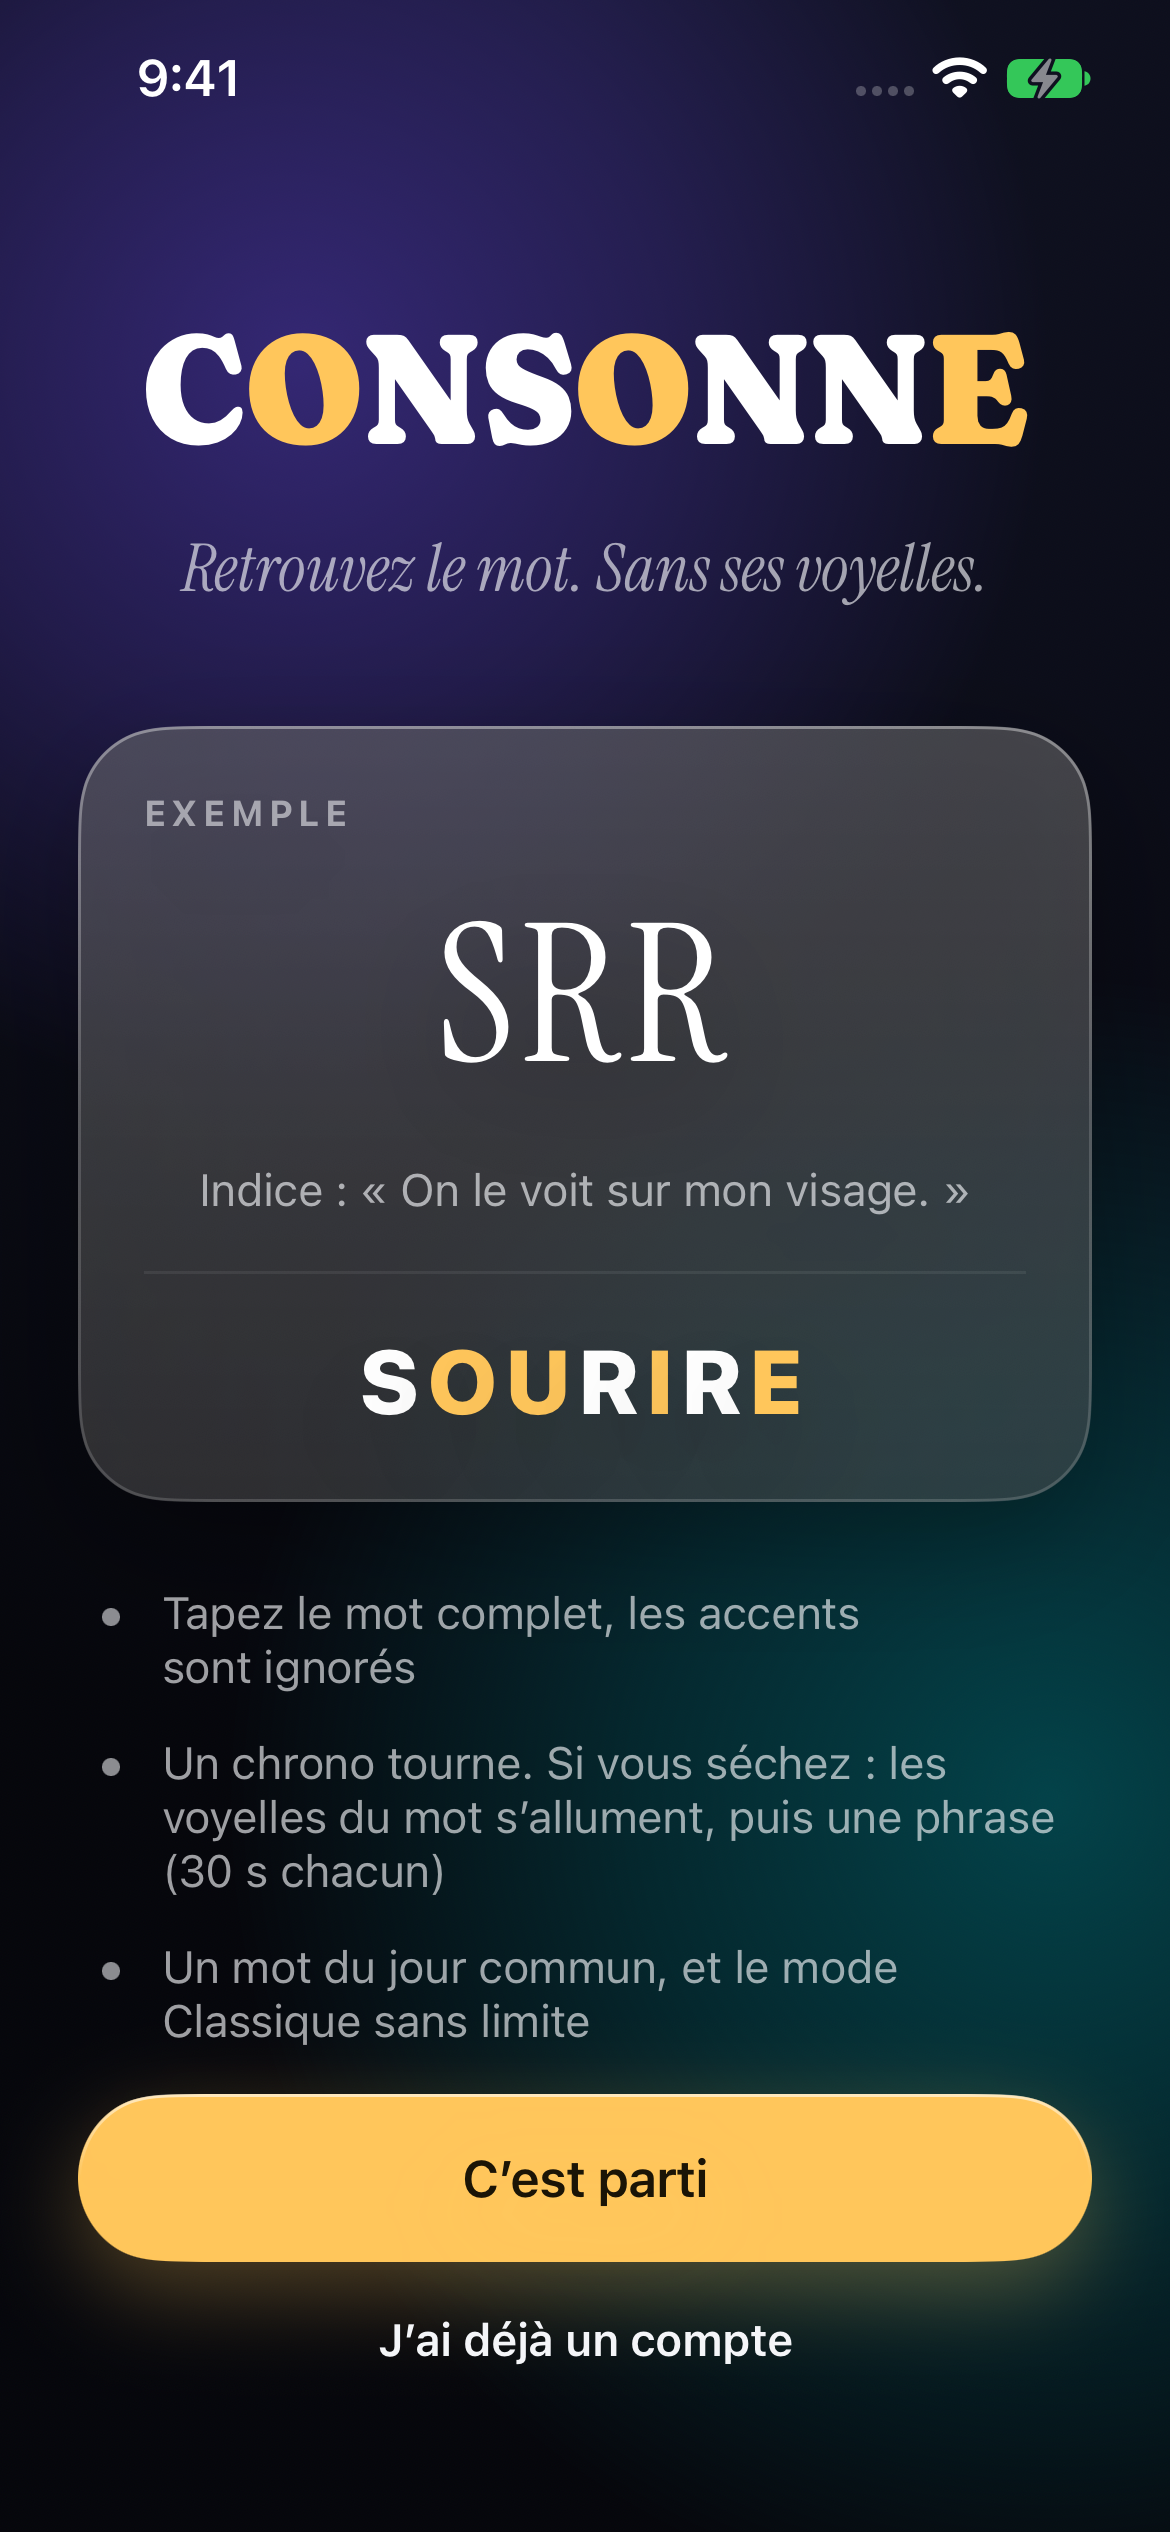 9:41
CONSONNE
Retrouvez le mot. Sans ses voyelles.
EXEMPLE
SRR
Indice : « On le voit sur mon visage. »
SOURIRE
Tapez le mot complet, les accents
sont ignorés
Un chrono tourne. Si vous séchez : les
voyelles du mot s’allument, puis une phrase
(30 s chacun)
Un mot du jour commun, et le mode
Classique sans limite
C’est parti
J’ai déjà un compte